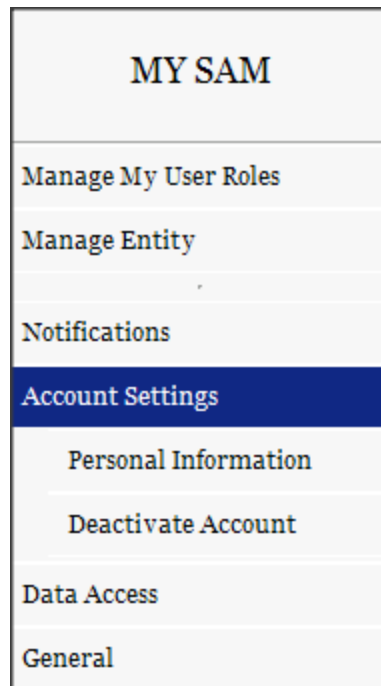 MY SAM
Manage My User Roles
Manage Entity
Notifications
Account Settings
Personal Information
Deactivate Account
Data Access
General